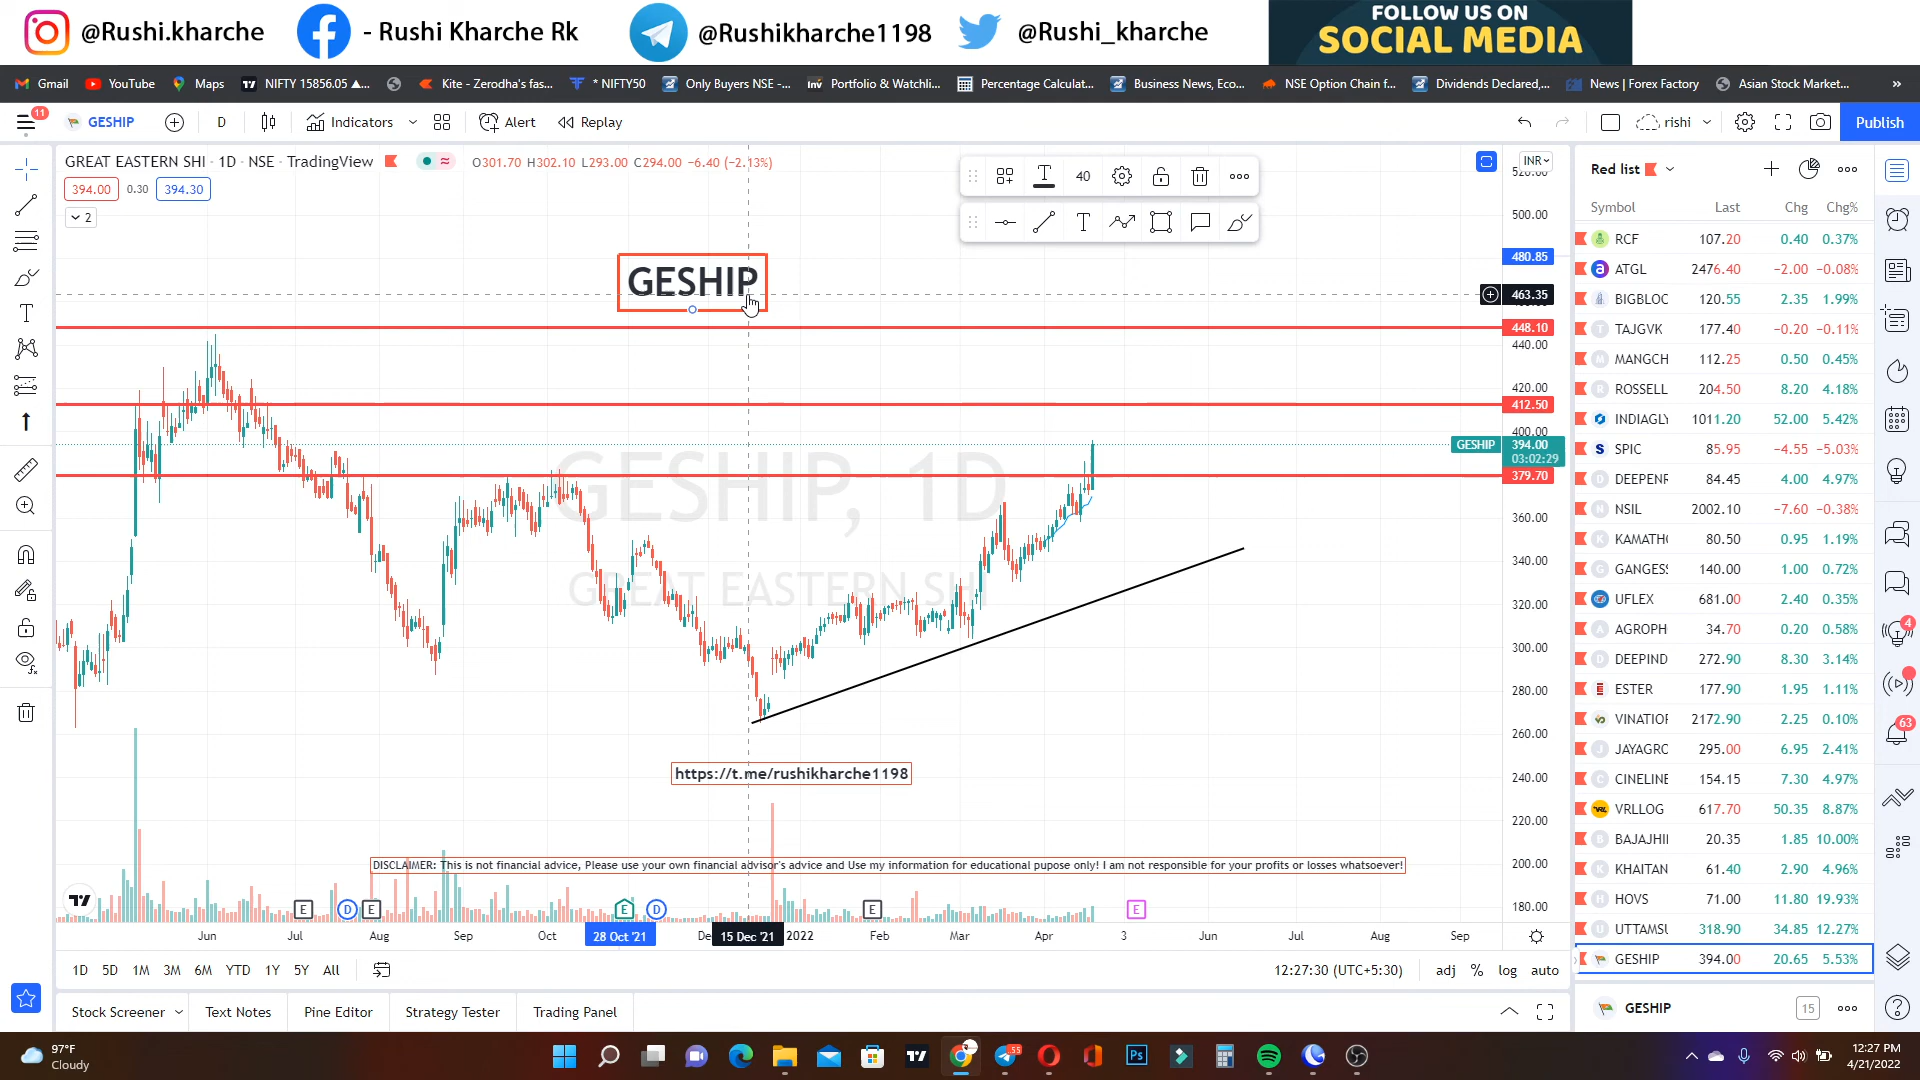 @Rushi.kharche
- Rushi Kharche Rk
@Rushikharche1198
@Rushi_kharche
FOLLOW US ON
SOCIAL MEDIA
Gmail YouTube Maps NIFTY 15856.05 ▲... Kite - Zerodha's fas... * NIFTY50 Only Buyers NSE -... Portfolio & Watchli... Percentage Calculat... Business News, Eco... NSE Option Chain f... Dividends Declared,... News | Forex Factory Asian Stock Market... »
11 GESHIP D Indicators Alert Replay rishi Publish
GREAT EASTERN SHI · 1D · NSE · TradingView O301.70 H302.10 L293.00 C294.00 −6.40 (−2.13%)
394.00 0.30 394.30
2
40
INR
GESHIP
GESHIP, 1D
GREAT EASTERN SHI
500.00
480.85
463.35
448.10
440.00
420.00
412.50
400.00
GESHIP 394.00
03:02:29
379.70
360.00
340.00
320.00
300.00
280.00
260.00
240.00
220.00
200.00
180.00
https://t.me/rushikharche1198
DISCLAIMER: This is not financial advice, Please use your own financial advisor's advice and Use my information for educational pupose only! I am not responsible for your profits or losses whatsoever!
E D E E D E E
Jun Jul Aug Sep Oct 28 Oct '21 De 15 Dec '21 2022 Feb Mar Apr 3 Jun Jul Aug Sep
1D 5D 1M 3M 6M YTD 1Y 5Y All
12:27:30 (UTC+5:30) adj % log auto
Stock Screener Text Notes Pine Editor Strategy Tester Trading Panel
Red list
Symbol Last Chg Chg%
RCF 107.20 0.40 0.37%
ATGL 2476.40 −2.00 −0.08%
BIGBLOC 120.55 2.35 1.99%
TAJGVK 177.40 −0.20 −0.11%
MANGCH 112.25 0.50 0.45%
ROSSELL 204.50 8.20 4.18%
INDIAGLY 1011.20 52.00 5.42%
SPIC 85.95 −4.55 −5.03%
DEEPENR 84.45 4.00 4.97%
NSIL 2002.10 −7.60 −0.38%
KAMATH 80.50 0.95 1.19%
GANGESS 140.00 1.00 0.72%
UFLEX 681.00 2.40 0.35%
AGROPH 34.70 0.20 0.58%
DEEPIND 272.90 8.30 3.14%
ESTER 177.90 1.95 1.11%
VINATIOR 2172.90 2.25 0.10%
JAYAGRO 295.00 6.95 2.41%
CINELINE 154.15 7.30 4.97%
VRLLOG 617.70 50.35 8.87%
BAJAJHII 20.35 1.85 10.00%
KHAITAN 61.40 2.90 4.96%
HOVS 71.00 11.80 19.93%
UTTAMSU 318.90 34.85 12.27%
GESHIP 394.00 20.65 5.53%
GESHIP 15
4
63
97°F
Cloudy
55
Ps
12:27 PM
4/21/2022